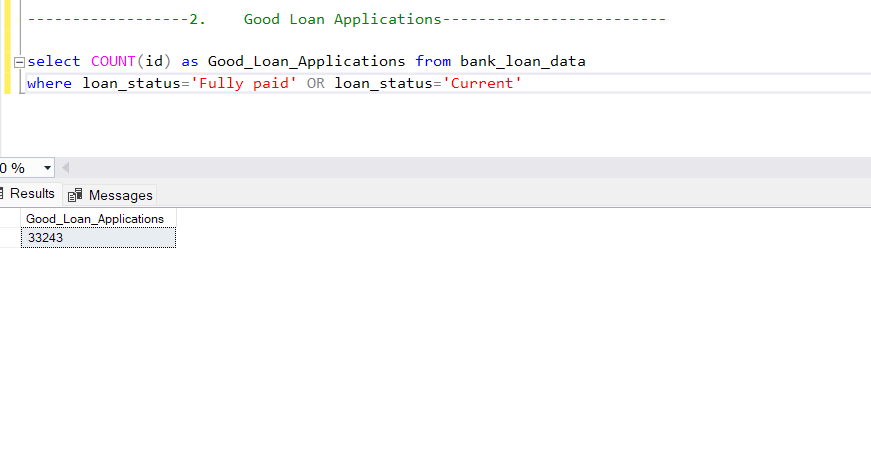 ------------------2. Good Loan Applications-------------------------
select COUNT(id) as Good_Loan_Applications from bank_loan_data
where loan_status='Fully paid' OR loan_status='Current'
0 %
Results Messages
Good_Loan_Applications
33243